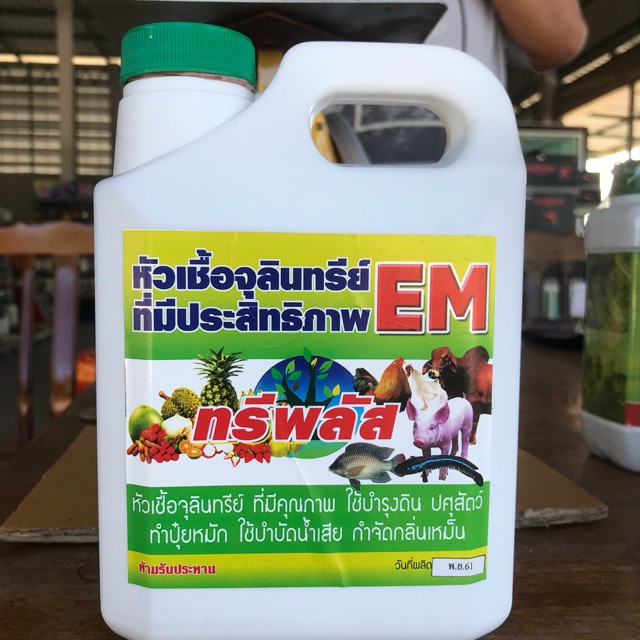 หัวเชื้อจุลินทรีย์
ที่มีประสิทธิภาพ EM
ทรีพลัส
หัวเชื้อจุลินทรีย์ ที่มีคุณภาพ ใช้บำรุงดิน ปศุสัตว์
ทำปุ๋ยหมัก ใช้บำบัดน้ำเสีย กำจัดกลิ่นเหม็น
ห้ามรับประทาน วันที่ผลิต พ.ย.61